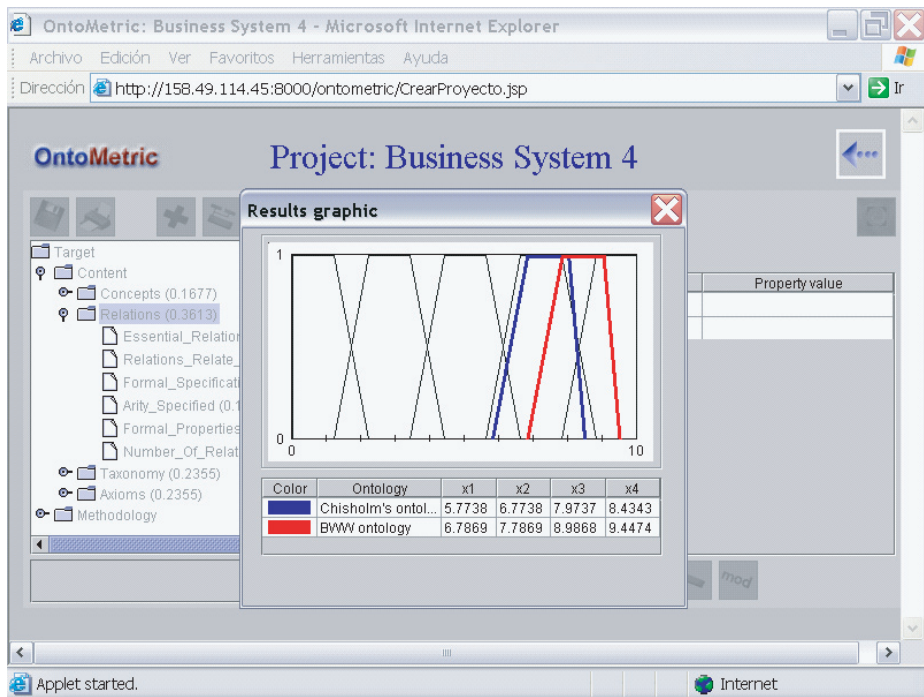 OntoMetric: Business System 4 - Microsoft Internet Explorer
Archivo Edición Ver Favoritos Herramientas Ayuda
Dirección http://158.49.114.45:8000/ontometric/CrearProyecto.jsp Ir
OntoMetric Project: Business System 4
Results graphic
Target
Content
Concepts (0.1677)
Relations (0.3613)
Essential_Relation
Relations_Relate_
Formal_Specificati
Arity_Specified (0.1
Formal_Properties
Number_Of_Relat
Taxonomy (0.2355)
Axioms (0.2355)
Methodology
Property value
1
0
0 10
Color Ontology x1 x2 x3 x4
Chisholm's ontol... 5.7738 6.7738 7.9737 8.4343
BWW ontology 6.7869 7.7869 8.9868 9.4474
mod
Applet started. Internet